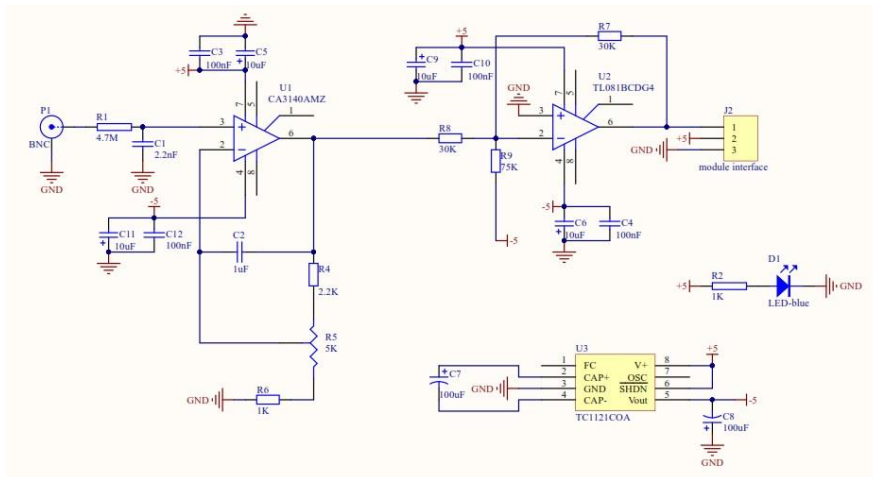 C3
100nF
C5
10uF
+5
U1
CA3140AMZ
7
5
1
P1
BNC
R1
4.7M
3
2
6
4
8
C1
2.2nF
GND
GND
-5
C11
10uF
C12
100nF
C2
1uF
R4
2.2K
R5
5K
R6
1K
GND
+5
C9
10uF
C10
100nF
R7
30K
U2
TL081BCDG4
7
5
1
GND
3
2
6
4
8
R8
30K
R9
75K
-5
-5
C6
10uF
C4
100nF
J2
1
2
3
+5
GND
module interface
D1
+5
R2
1K
LED-blue
GND
U3
1 FC V+ 8
2 CAP+ OSC 7
3 GND SHDN 6
4 CAP- Vout 5
TC1121COA
C7
100uF
GND
+5
-5
C8
100uF
GND